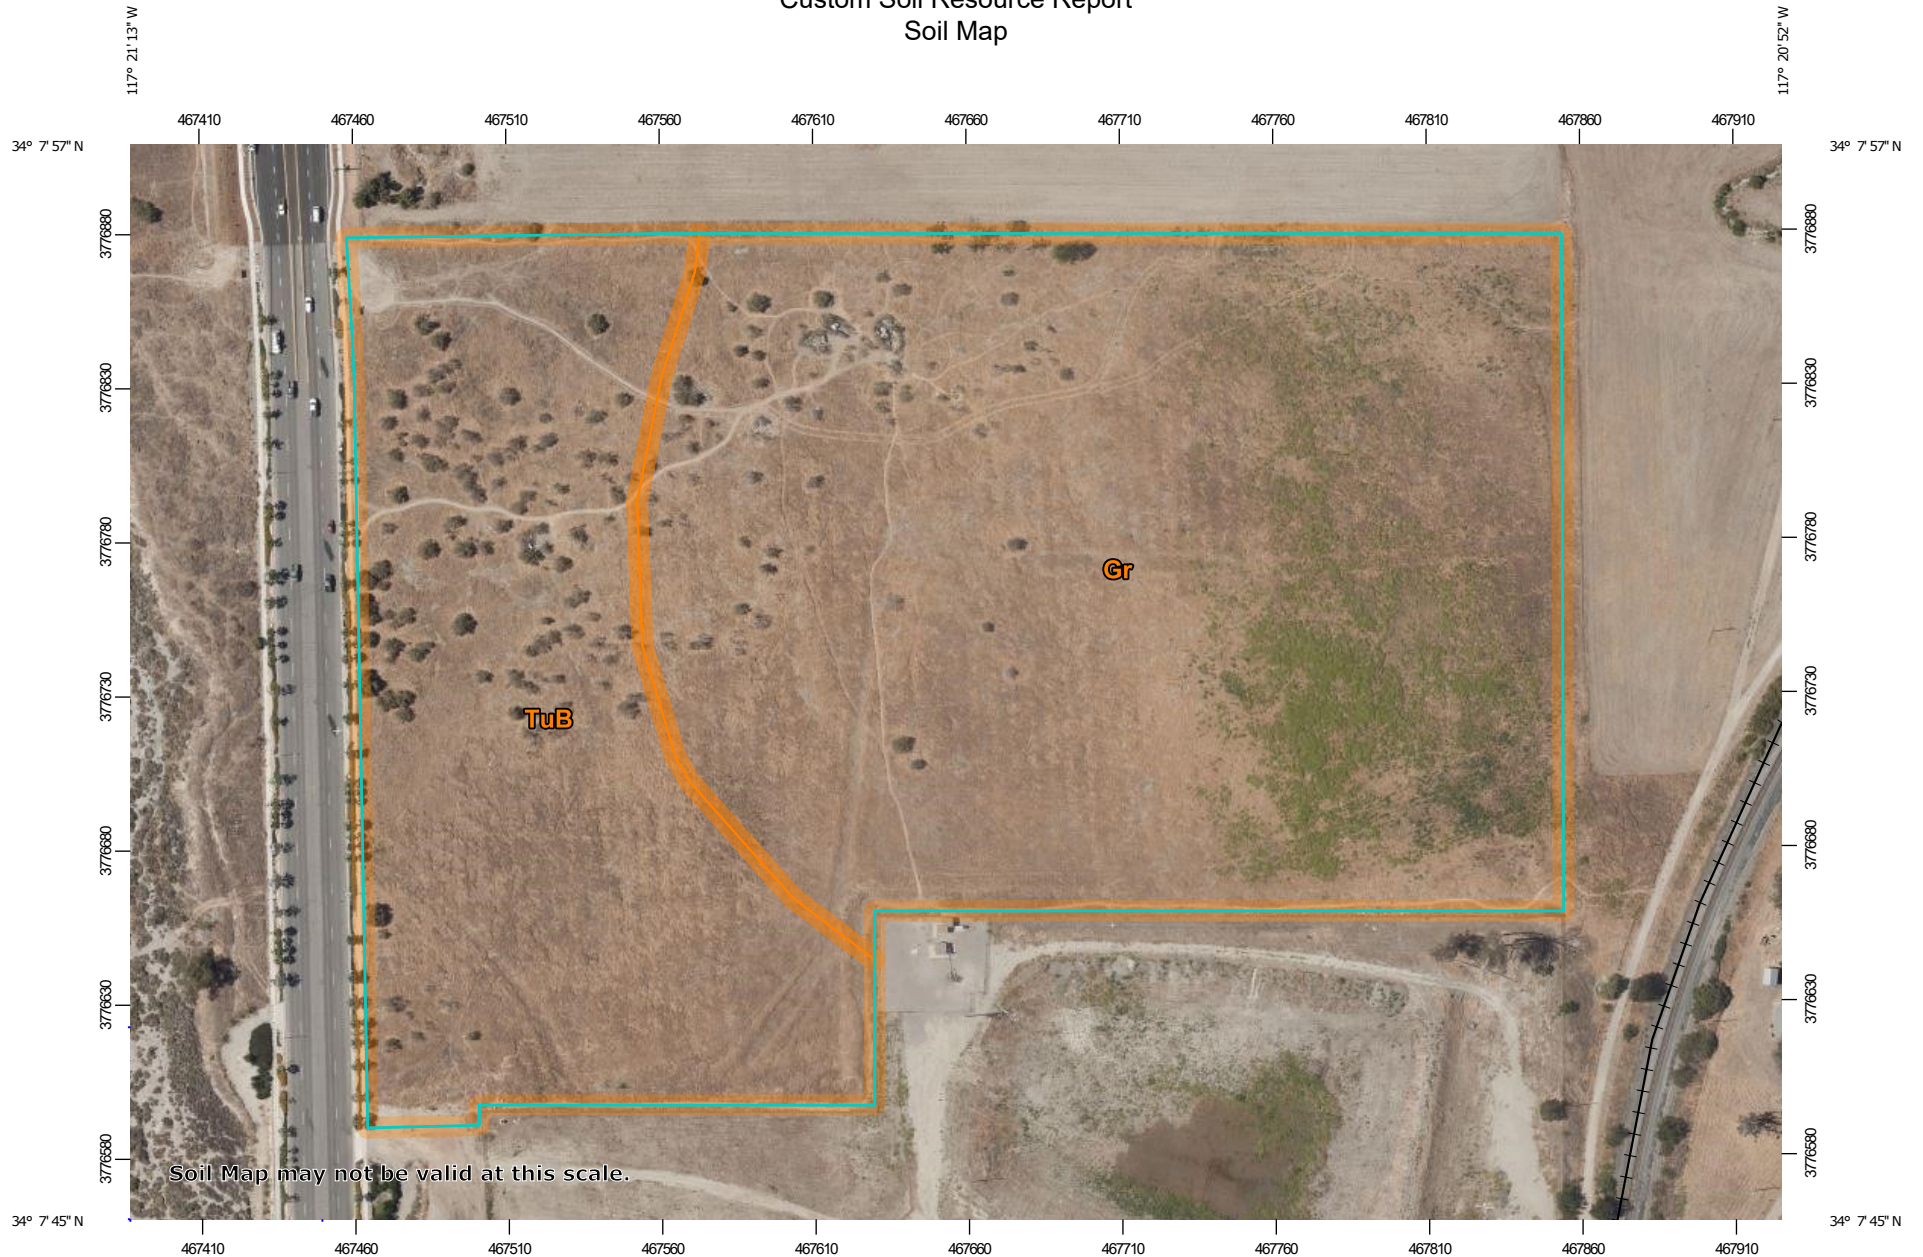 Custom Soil Resource Report
Soil Map
117° 21' 13" W
117° 20' 52" W
467410 467460 467510 467560 467610 467660 467710 467760 467810 467860 467910
34° 7' 57" N
34° 7' 57" N
3776880
3776880
3776830
3776830
3776780
3776780
Gr
TuB
3776730
3776730
3776680
3776680
3776630
3776630
3776580
3776580
Soil Map may not be valid at this scale.
34° 7' 45" N
34° 7' 45" N
467410 467460 467510 467560 467610 467660 467710 467760 467810 467860 467910